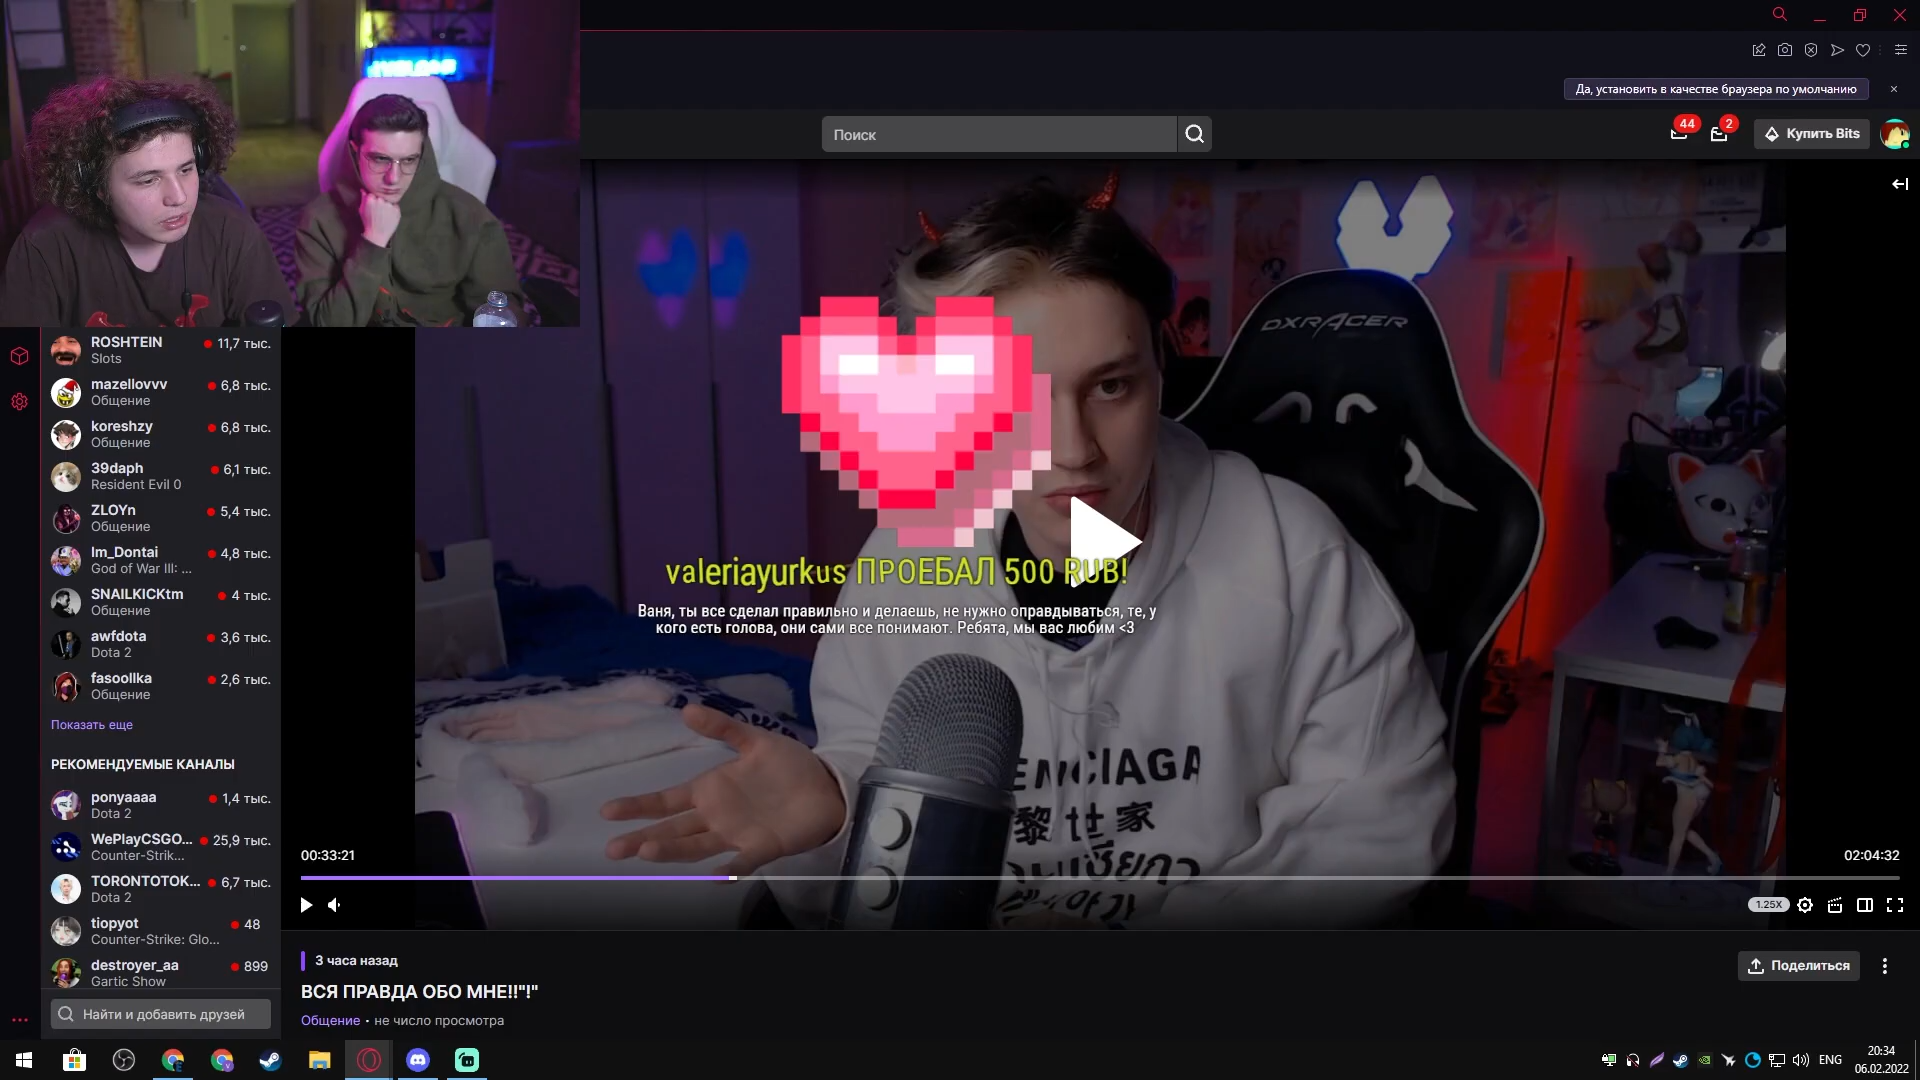 Да, установить в качестве браузера по умолчанию
Поиск
44
2
Купить Bits
ROSHTEIN
11,7 тыс.
Slots
mazellovvv
6,8 тыс.
Общение
koreshzy
6,8 тыс.
Общение
39daph
6,1 тыс.
Resident Evil 0
ZLOYn
5,4 тыс.
Общение
Im_Dontai
4,8 тыс.
God of War III: ...
SNAILKICKtm
4 тыс.
Общение
awfdota
3,6 тыс.
Dota 2
fasoollka
2,6 тыс.
Общение
Показать еще
РЕКОМЕНДУЕМЫЕ КАНАЛЫ
ponyaaaa
1,4 тыс.
Dota 2
WePlayCSGO...
25,9 тыс.
Counter-Strik...
TORONTOTOK...
6,7 тыс.
Dota 2
tiopyot
48
Counter-Strike: Glo...
destroyer_aa
899
Gartic Show
Найти и добавить друзей
DXRACER
valeriayurkus ПРОЕБАЛ 500 RUB!
Ваня, ты все сделал правильно и делаешь, не нужно оправдываться, те, у
кого есть голова, они сами все понимают. Ребята, мы вас любим <3
ENCIAGA
黎世家
00:33:21
02:04:32
1.25X
3 часа назад
Поделиться
ВСЯ ПРАВДА ОБО МНЕ!!"!"
Общение • не число просмотра
ENG
20:34
06.02.2022